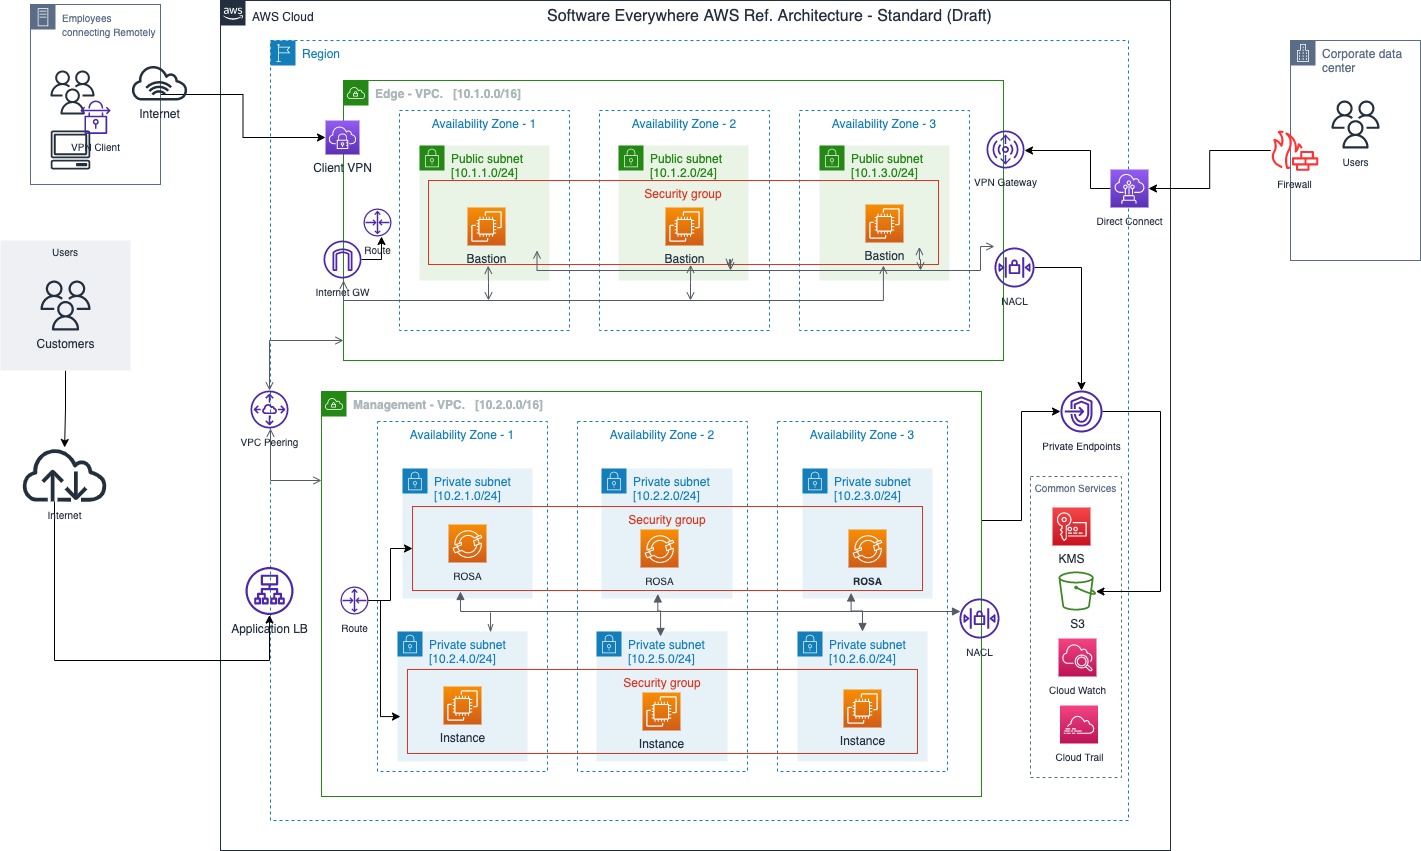 Software Everywhere AWS Ref. Architecture - Standard (Draft)
aws
AWS Cloud
Employees
connecting Remotely
VPN Client
Internet
Region
Corporate data
center
Users
Firewall
Edge - VPC. [10.1.0.0/16]
Client VPN
Availability Zone - 1
Availability Zone - 2
Availability Zone - 3
Public subnet
[10.1.1.0/24]
Public subnet
[10.1.2.0/24]
Public subnet
[10.1.3.0/24]
Security group
Bastion
Bastion
Bastion
Route
Internet GW
VPN Gateway
Direct Connect
NACL
Users
Customers
Internet
VPC Peering
Application LB
Management - VPC. [10.2.0.0/16]
Availability Zone - 1
Availability Zone - 2
Availability Zone - 3
Private subnet
[10.2.1.0/24]
Private subnet
[10.2.2.0/24]
Private subnet
[10.2.3.0/24]
Security group
ROSA
ROSA
ROSA
Route
NACL
Private subnet
[10.2.4.0/24]
Private subnet
[10.2.5.0/24]
Private subnet
[10.2.6.0/24]
Security group
Instance
Instance
Instance
Private Endpoints
Common Services
KMS
S3
Cloud Watch
Cloud Trail